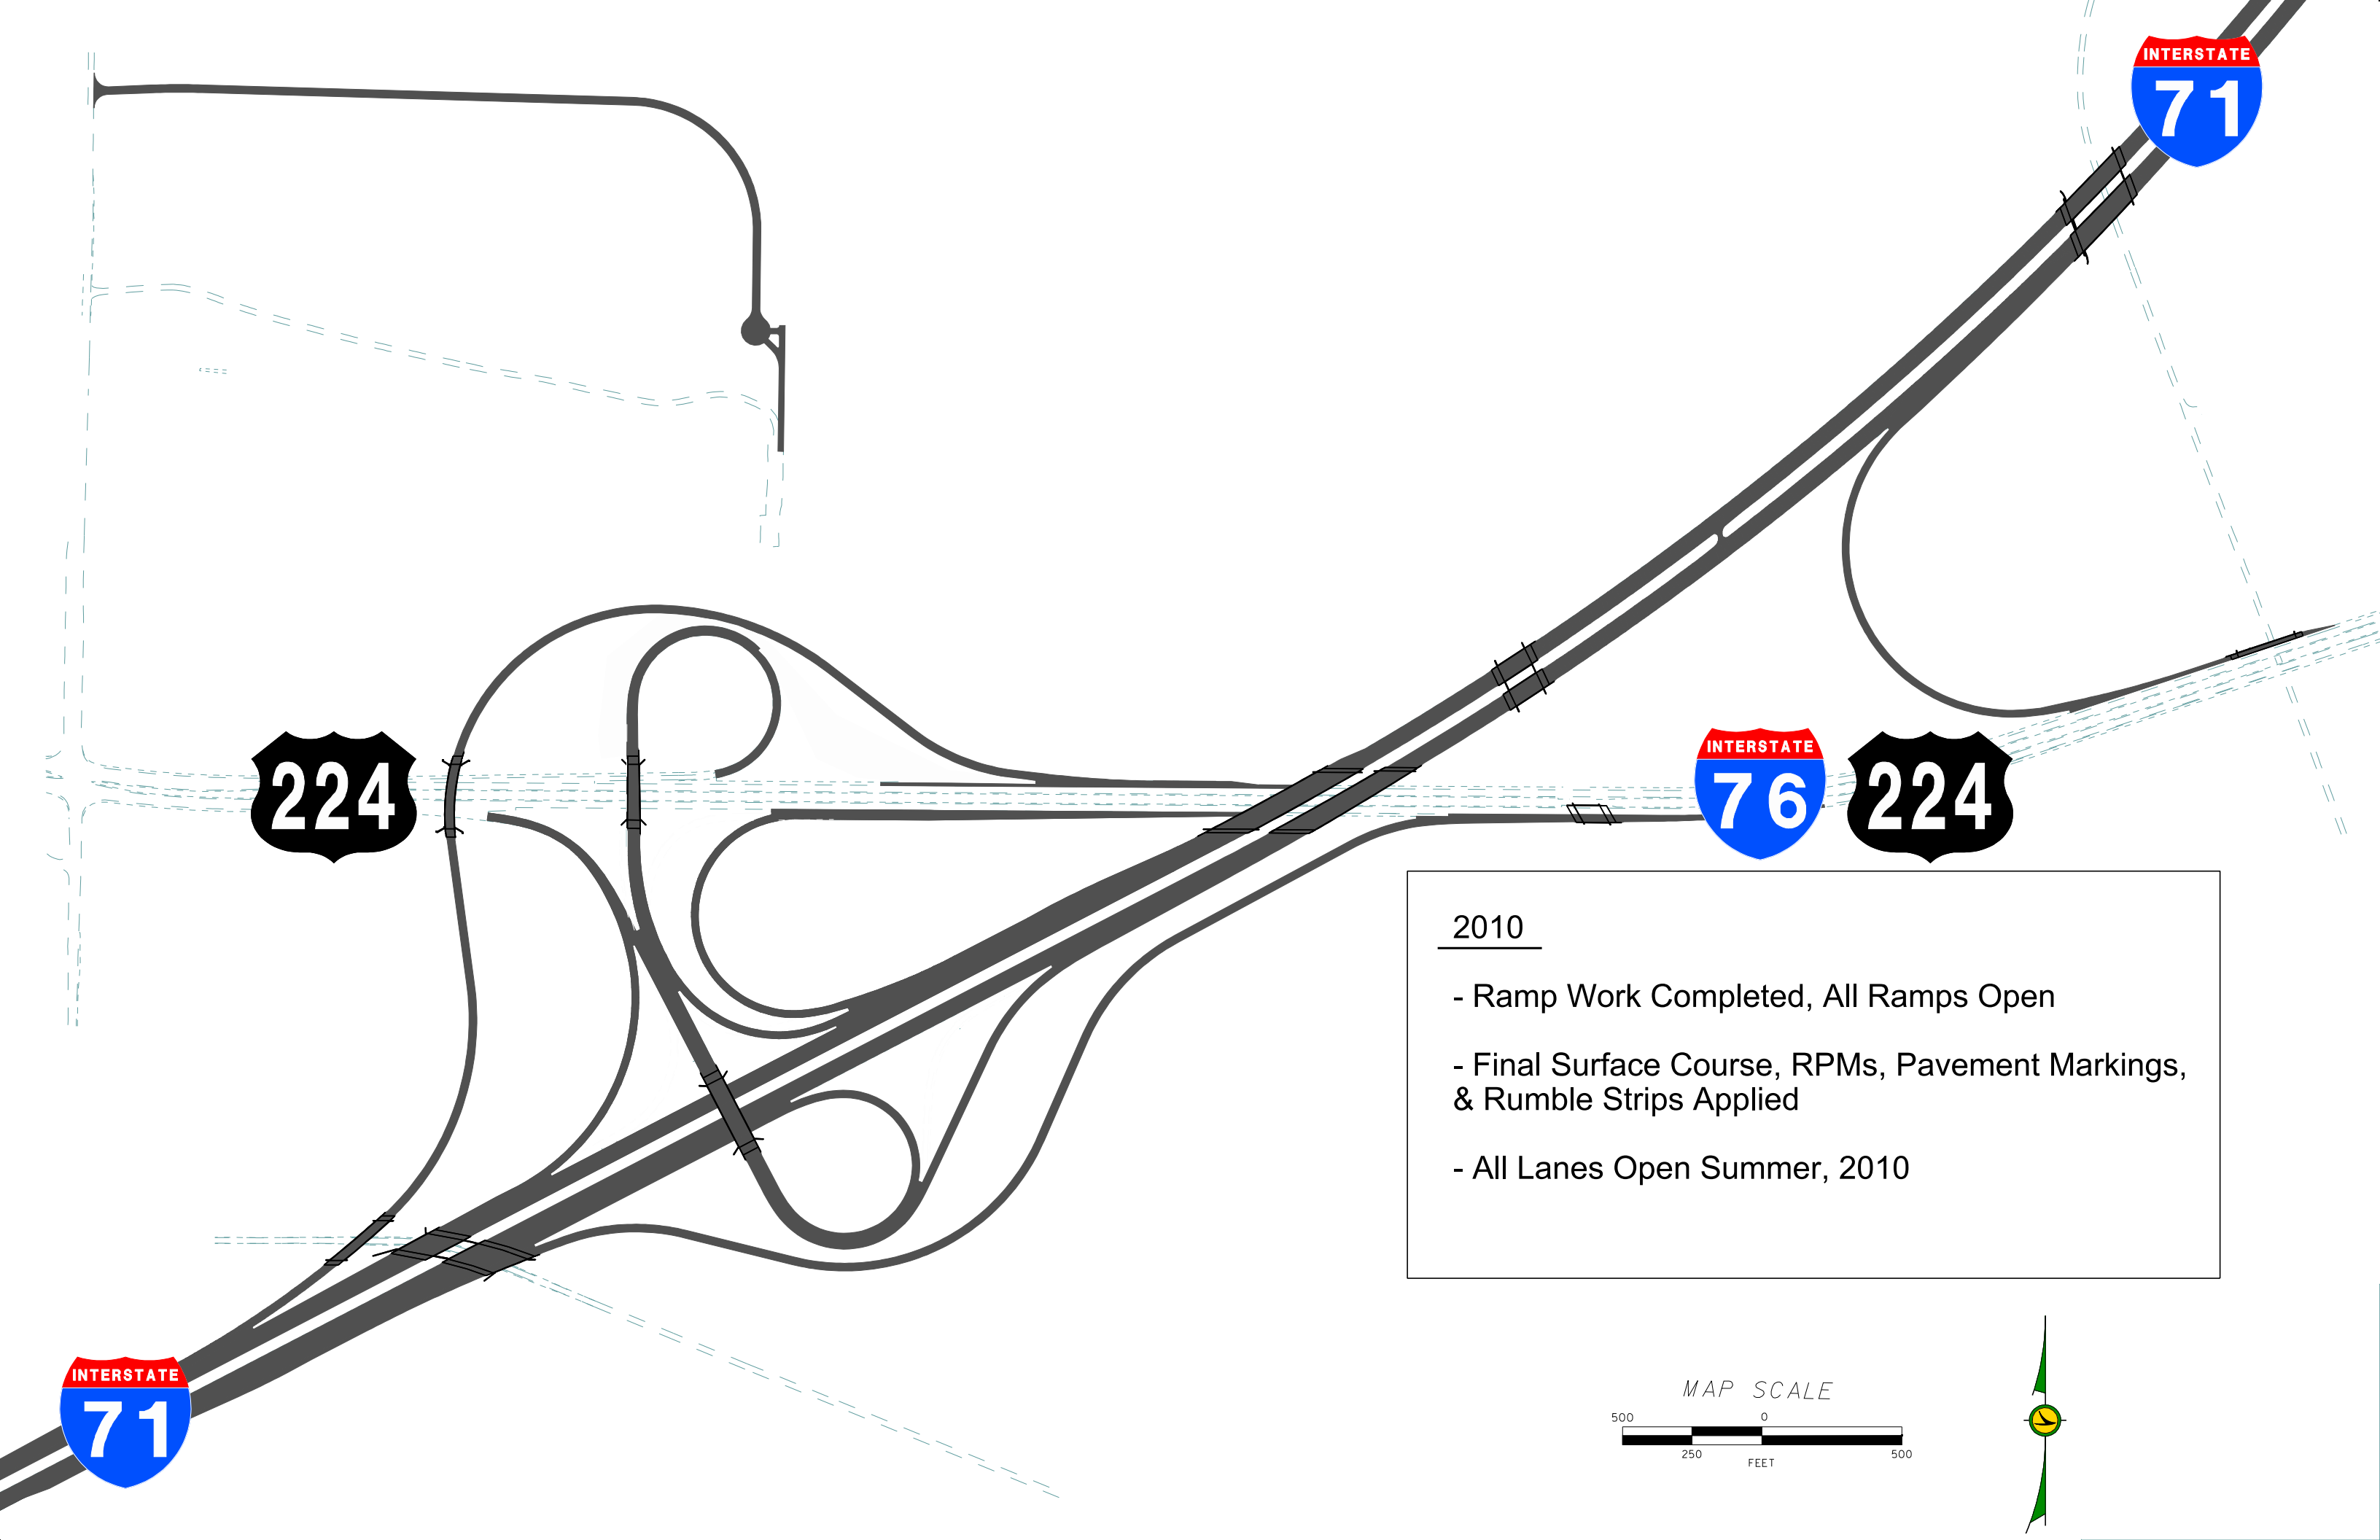 INTERSTATE
71
224
INTERSTATE
76
224
2010
- Ramp Work Completed, All Ramps Open
- Final Surface Course, RPMs, Pavement Markings,
& Rumble Strips Applied
- All Lanes Open Summer, 2010
INTERSTATE
71
MAP SCALE
500 0
250 500
FEET